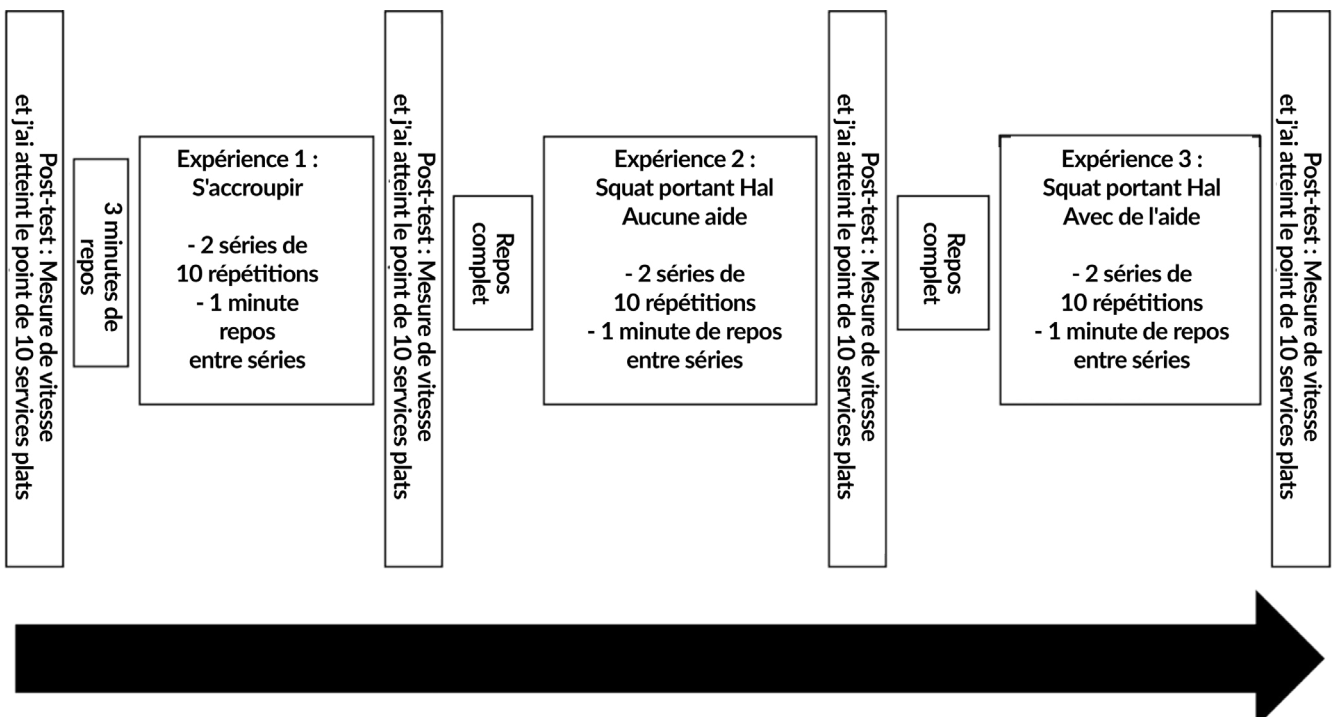 Post-test : Mesure de vitesse
et j'ai atteint le point de 10 services plats
3 minutes de
repos
Expérience 1 :
S'accroupir
- 2 séries de
10 répétitions
- 1 minute
repos
entre séries
Post-test : Mesure de vitesse
et j'ai atteint le point de 10 services plats
Repos
complet
Expérience 2 :
Squat portant Hal
Aucune aide
- 2 séries de
10 répétitions
- 1 minute de repos
entre séries
Post-test : Mesure de vitesse
et j'ai atteint le point de 10 services plats
Repos
complet
Expérience 3 :
Squat portant Hal
Avec de l'aide
- 2 séries de
10 répétitions
- 1 minute de repos
entre séries
Post-test : Mesure de vitesse
et j'ai atteint le point de 10 services plats